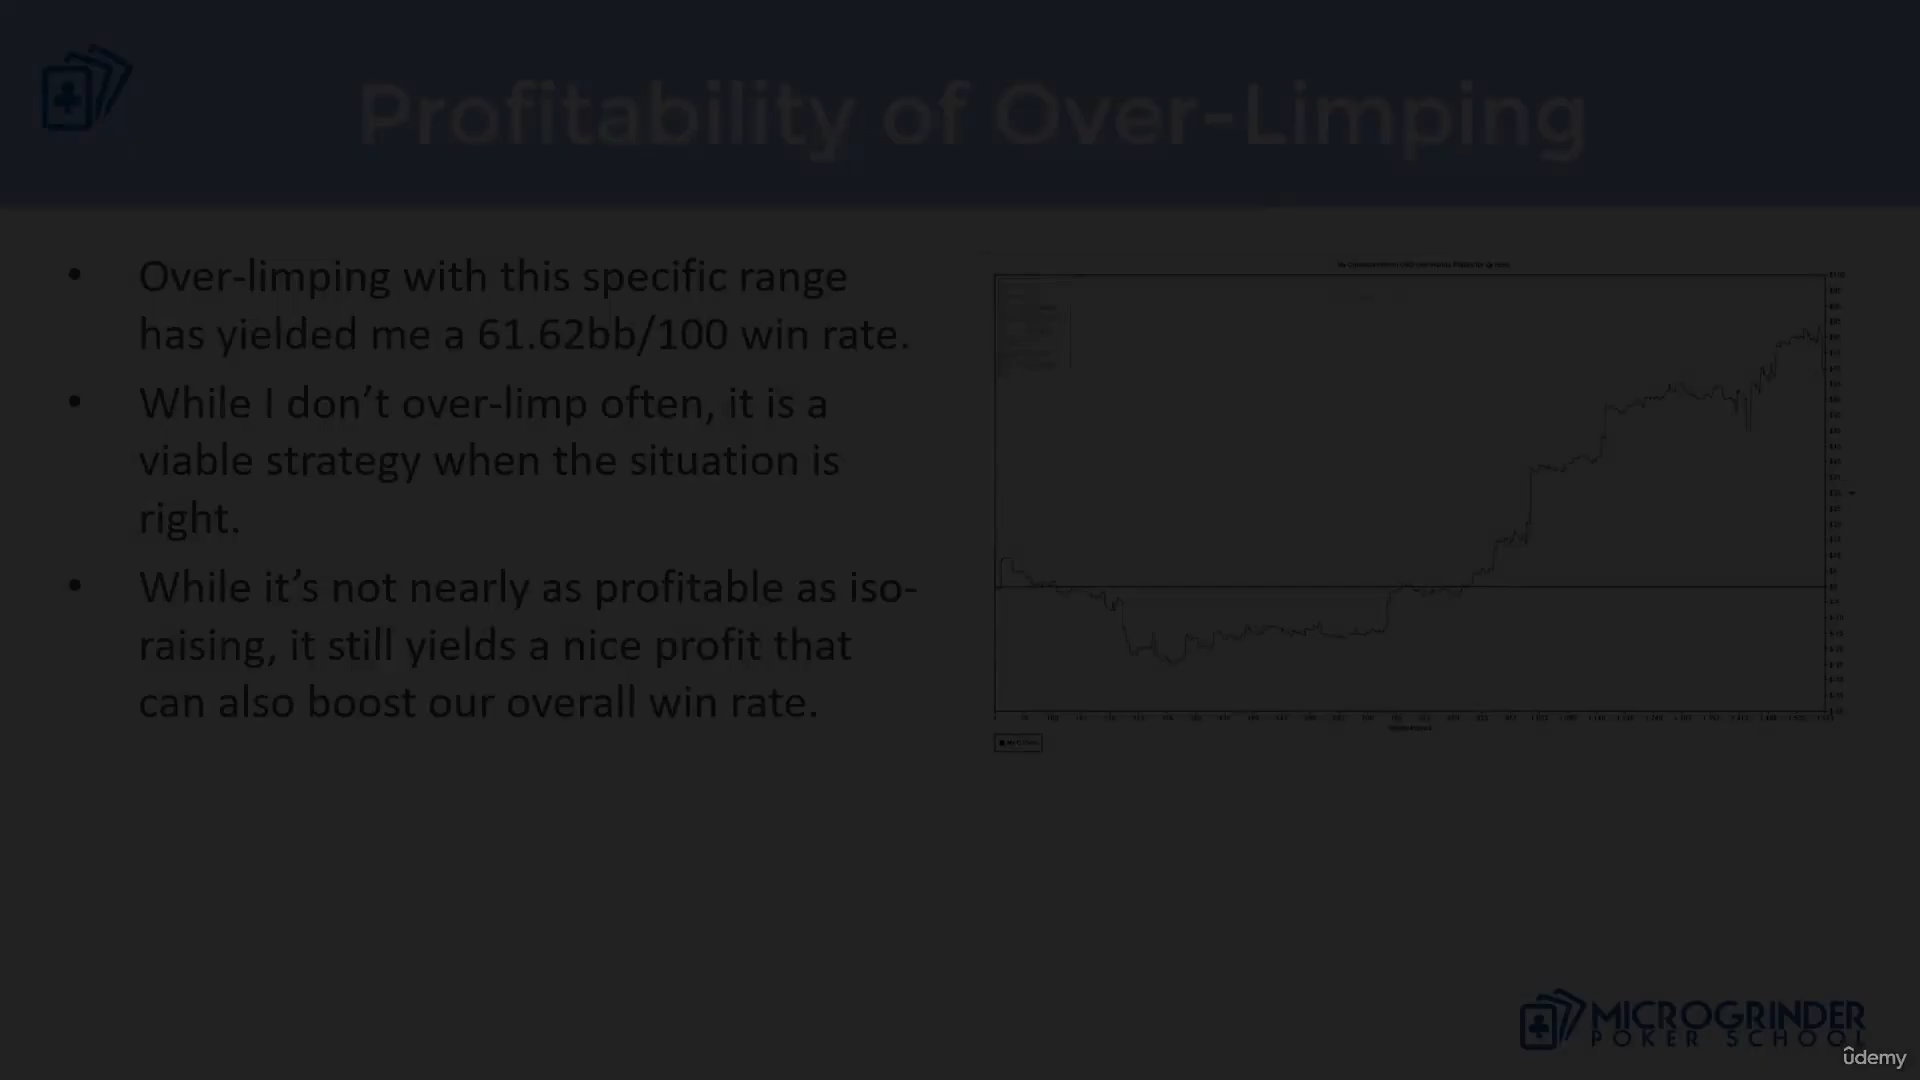 Profitability of Over-Limping
• Over-limping with this specific range
has yielded me a 61.62bb/100 win rate.
• While I don’t over-limp often, it is a
viable strategy when the situation is
right.
• While it’s not nearly as profitable as iso-
raising, it still yields a nice profit that
can also boost our overall win rate.
MICROGRINDER
POKER SCHOOL
ûdemy